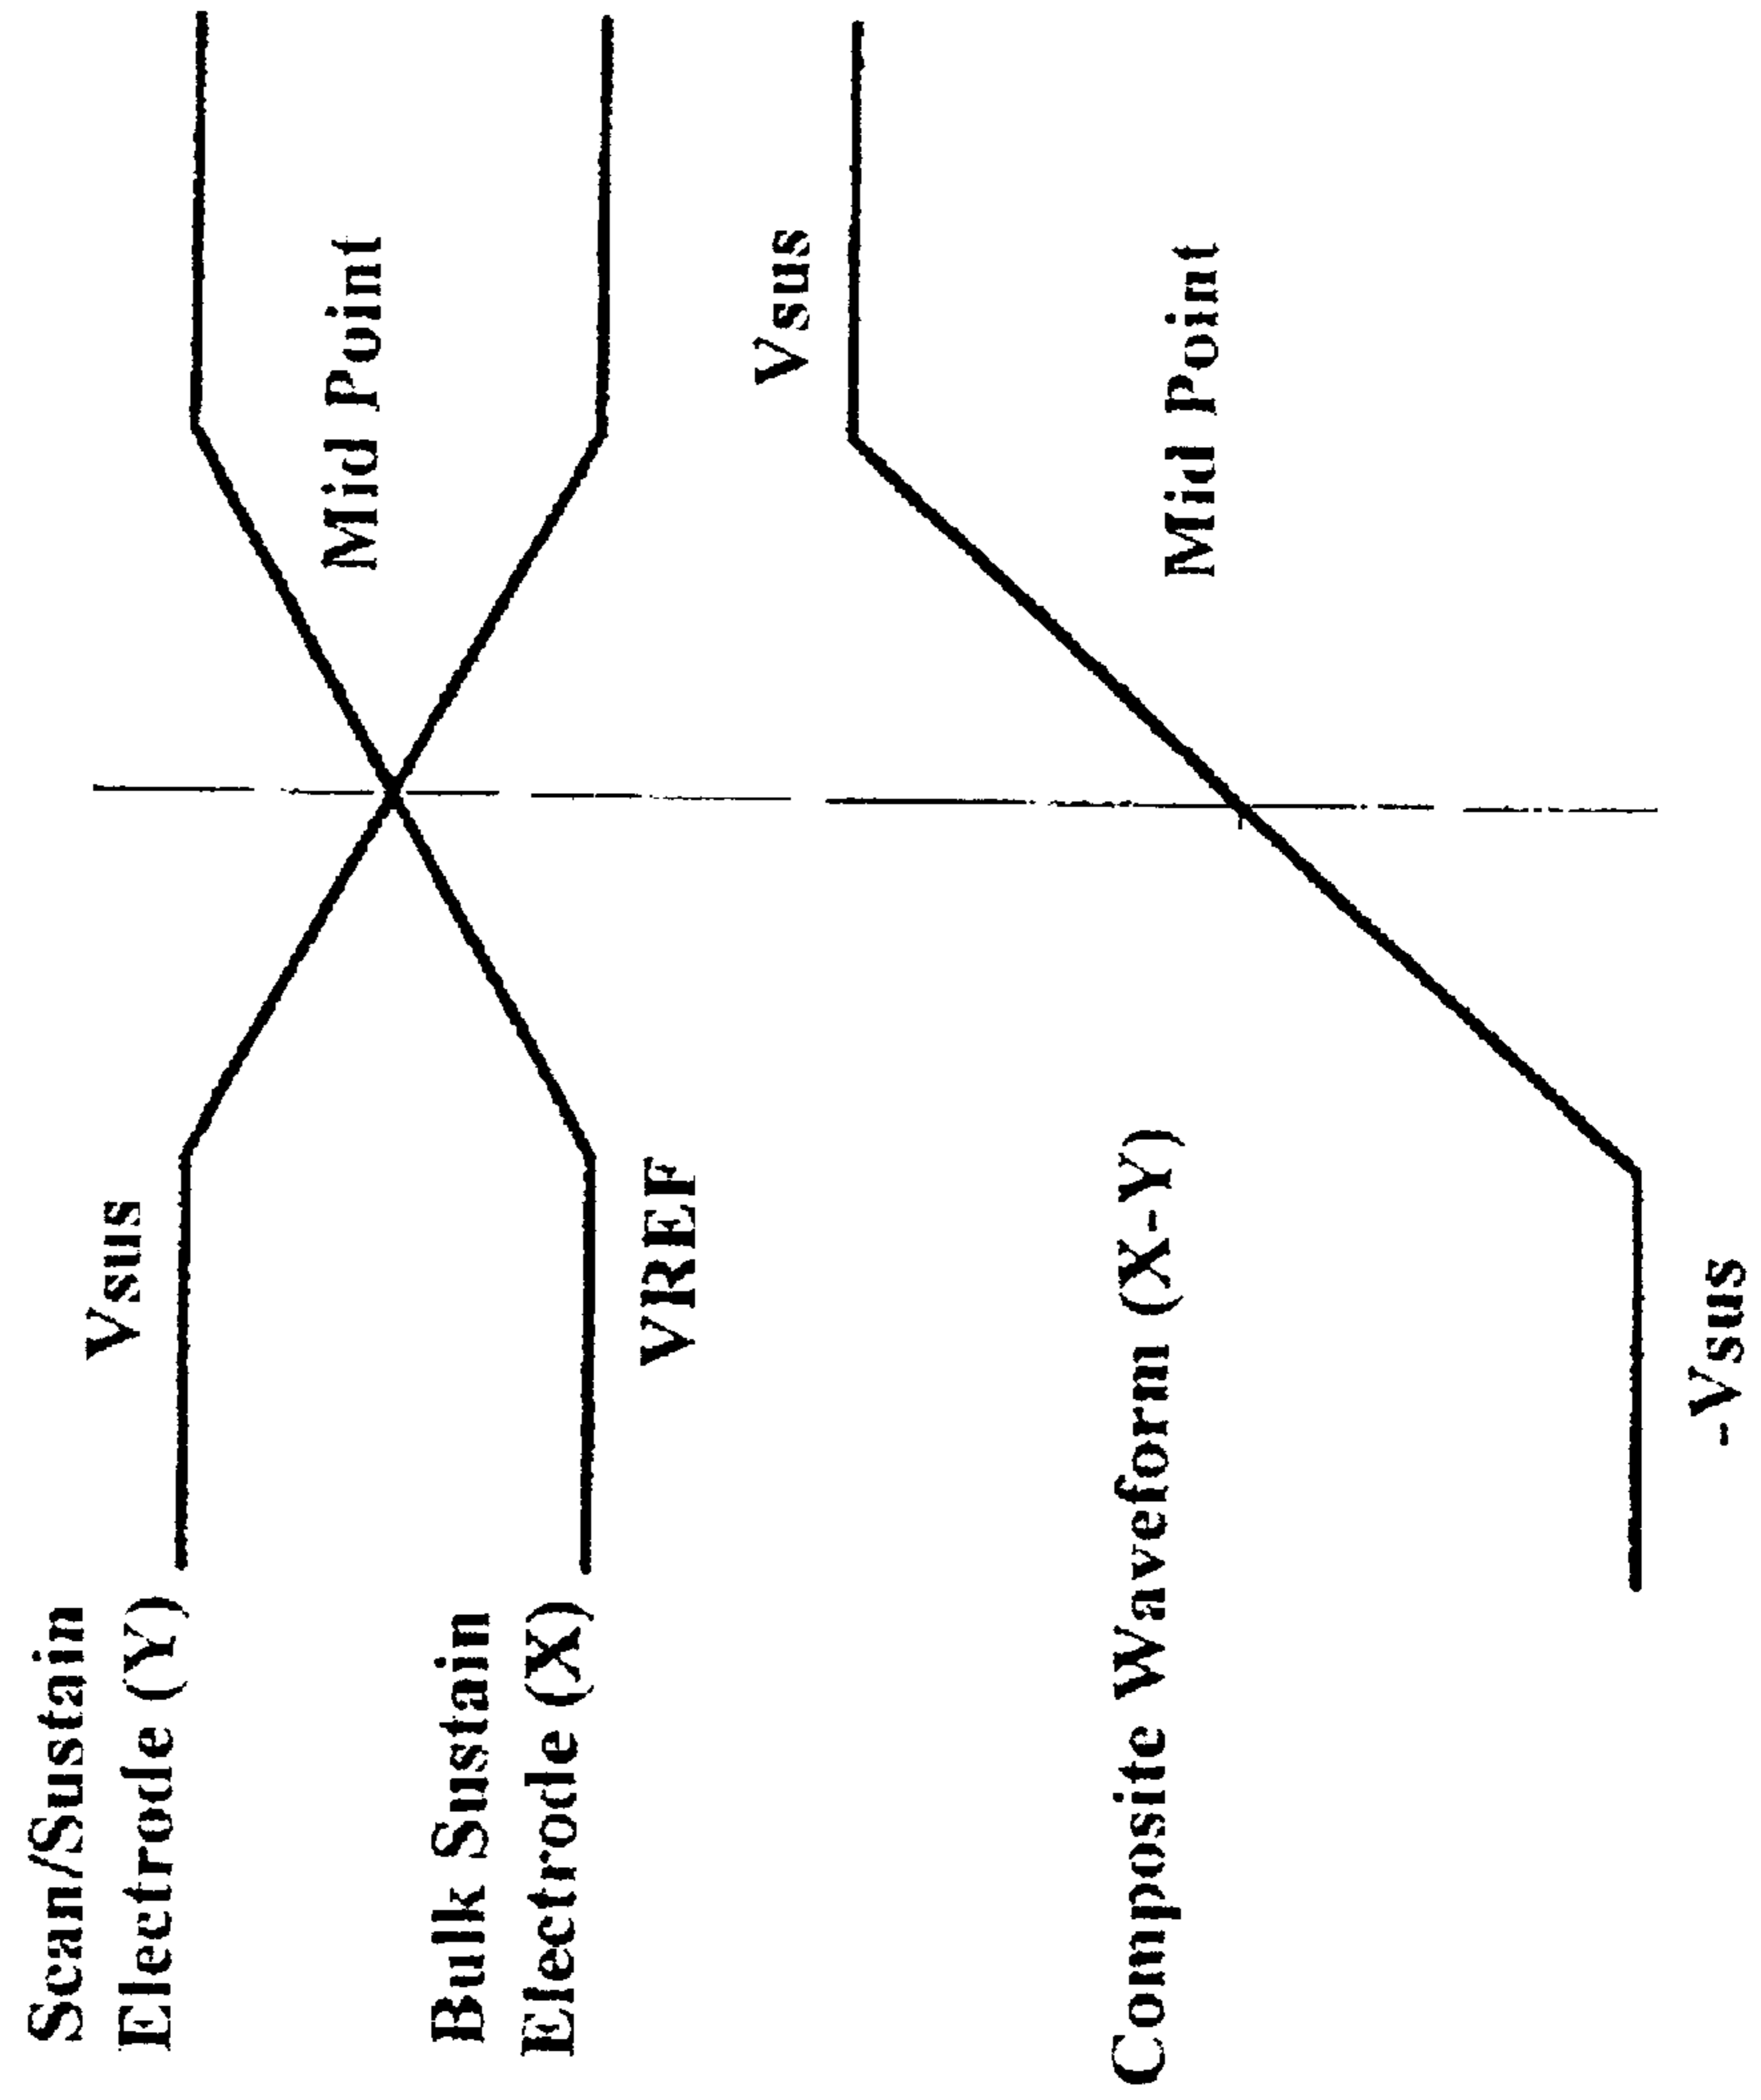 Scan/Sustain
Electrode (Y)
Vsus
Mid Point
Bulk Sustain
Electrode (X)
VREF
Vsus
Composite Waveform (X-Y)
Mid Point
-Vsus